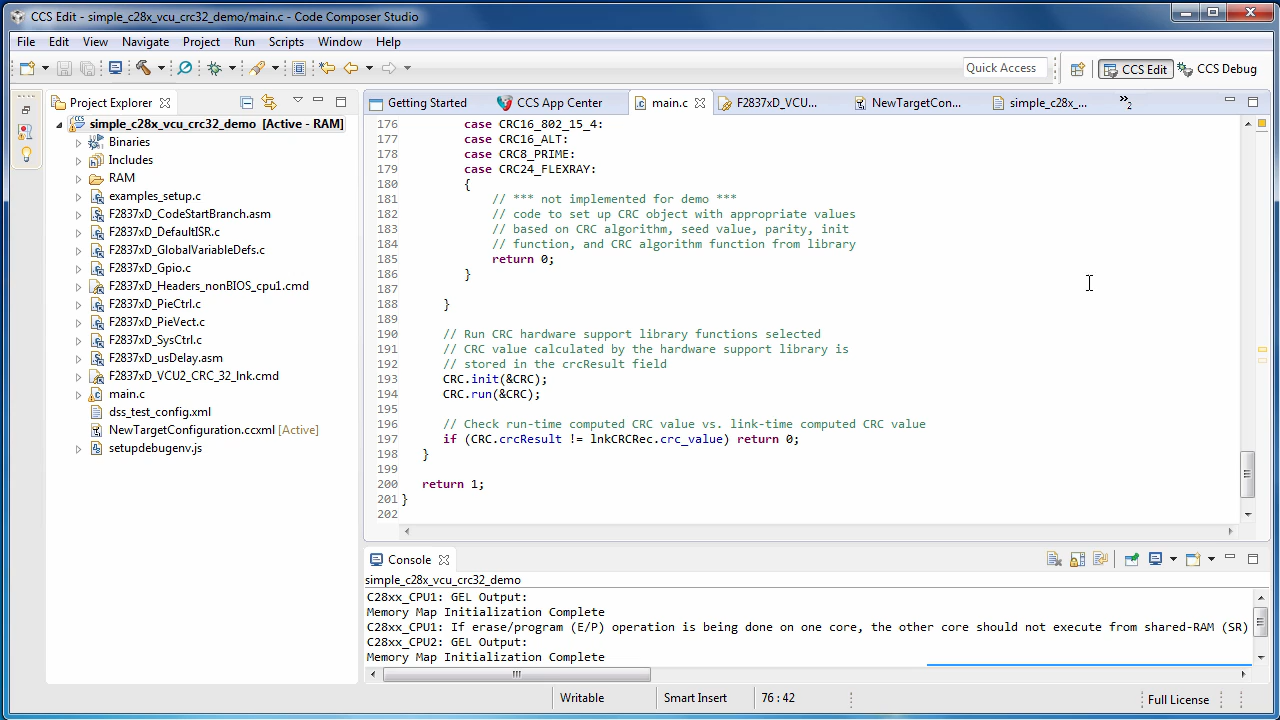 CCS Edit - simple_c28x_vcu_crc32_demo/main.c - Code Composer Studio
File Edit View Navigate Project Run Scripts Window Help
Quick Access
CCS Edit
CCS Debug
Project Explorer
simple_c28x_vcu_crc32_demo [Active - RAM]
Binaries
Includes
RAM
examples_setup.c
F2837xD_CodeStartBranch.asm
F2837xD_DefaultISR.c
F2837xD_GlobalVariableDefs.c
F2837xD_Gpio.c
F2837xD_Headers_nonBIOS_cpu1.cmd
F2837xD_PieCtrl.c
F2837xD_PieVect.c
F2837xD_SysCtrl.c
F2837xD_usDelay.asm
F2837xD_VCU2_CRC_32_lnk.cmd
main.c
dss_test_config.xml
NewTargetConfiguration.ccxml [Active]
setupdebugenv.js
Getting Started
CCS App Center
main.c
F2837xD_VCU...
NewTargetCon...
simple_c28x_...
»2
176 case CRC16_802_15_4:
177 case CRC16_ALT:
178 case CRC8_PRIME:
179 case CRC24_FLEXRAY:
180 {
181 // *** not implemented for demo ***
182 // code to set up CRC object with appropriate values
183 // based on CRC algorithm, seed value, parity, init
184 // function, and CRC algorithm function from library
185 return 0;
186 }
187
188 }
189
190 // Run CRC hardware support library functions selected
191 // CRC value calculated by the hardware support library is
192 // stored in the crcResult field
193 CRC.init(&CRC);
194 CRC.run(&CRC);
195
196 // Check run-time computed CRC value vs. link-time computed CRC value
197 if (CRC.crcResult != lnkCRCRec.crc_value) return 0;
198 }
199
200 return 1;
201 }
202
Console
simple_c28x_vcu_crc32_demo
C28xx_CPU1: GEL Output:
Memory Map Initialization Complete
C28xx_CPU1: If erase/program (E/P) operation is being done on one core, the other core should not execute from shared-RAM (SR)
C28xx_CPU2: GEL Output:
Memory Map Initialization Complete
Writable
Smart Insert
76 : 42
Full License